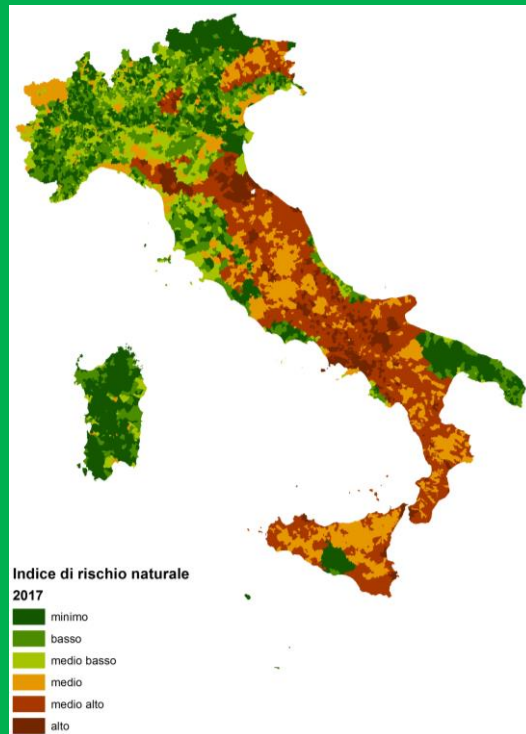 Indice di rischio naturale
2017
minimo
basso
medio basso
medio
medio alto
alto